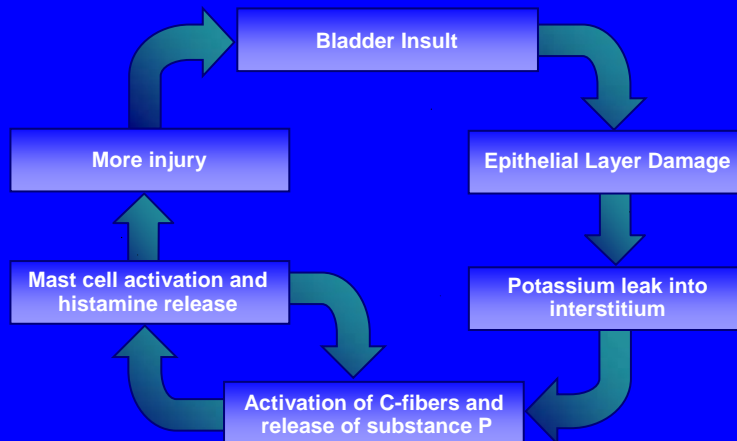 Bladder Insult
Epithelial Layer Damage
Potassium leak into
interstitium
Activation of C-fibers and
release of substance P
Mast cell activation and
histamine release
More injury